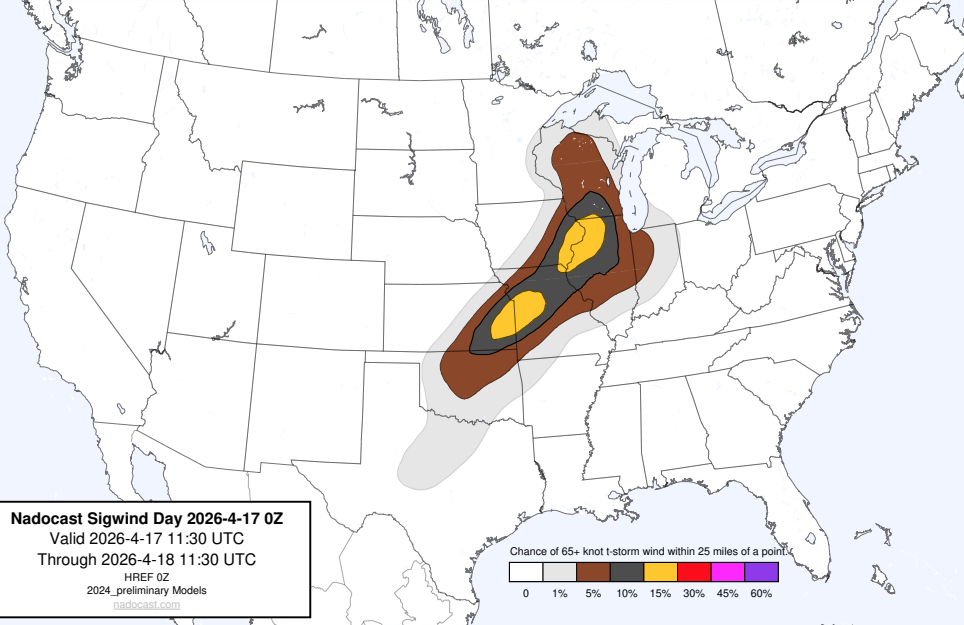 Nadocast Sigwind Day 2026-4-17 0Z
Valid 2026-4-17 11:30 UTC
Through 2026-4-18 11:30 UTC
HREF 0Z
2024_preliminary Models
nadocast.com
Chance of 65+ knot t-storm wind within 25 miles of a point.
0 1% 5% 10% 15% 30% 45% 60%